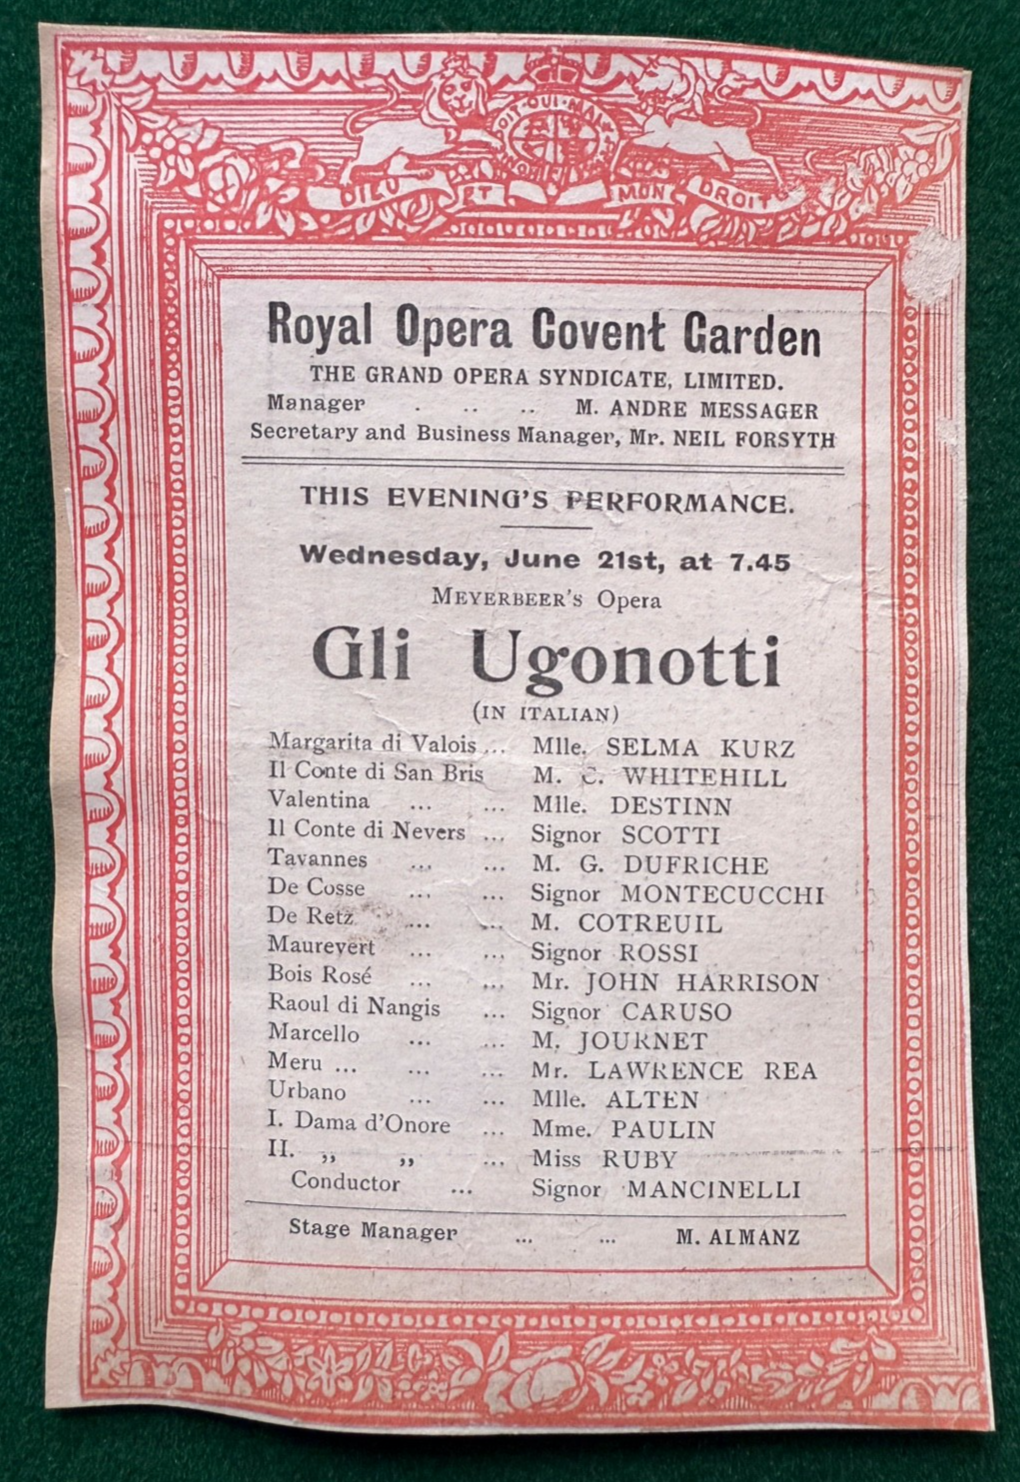 DIEU ET MON DROIT
Royal Opera Covent Garden
THE GRAND OPERA SYNDICATE, LIMITED.
Manager . .. .. M. ANDRE MESSAGER
Secretary and Business Manager, Mr. NEIL FORSYTH
THIS EVENING'S PERFORMANCE.
Wednesday, June 21st, at 7.45
MEYERBEER'S Opera
Gli Ugonotti
(IN ITALIAN)
Margarita di Valois ... Mlle. SELMA KURZ
Il Conte di San Bris M. C. WHITEHILL
Valentina ... ... Mlle. DESTINN
Il Conte di Nevers ... Signor SCOTTI
Tavannes ... ... M. G. DUFRICHE
De Cosse ... ... Signor MONTECUCCHI
De Retz ... ... M. COTREUIL
Maurevert ... ... Signor ROSSI
Bois Rosé ... ... Mr. JOHN HARRISON
Raoul di Nangis ... Signor CARUSO
Marcello ... ... M. JOURNET
Meru ... ... ... Mr. LAWRENCE REA
Urbano ... ... Mlle. ALTEN
I. Dama d'Onore ... Mme. PAULIN
II. ,, ,, ... Miss RUBY
Conductor ... Signor MANCINELLI
Stage Manager ... ... M. ALMANZ